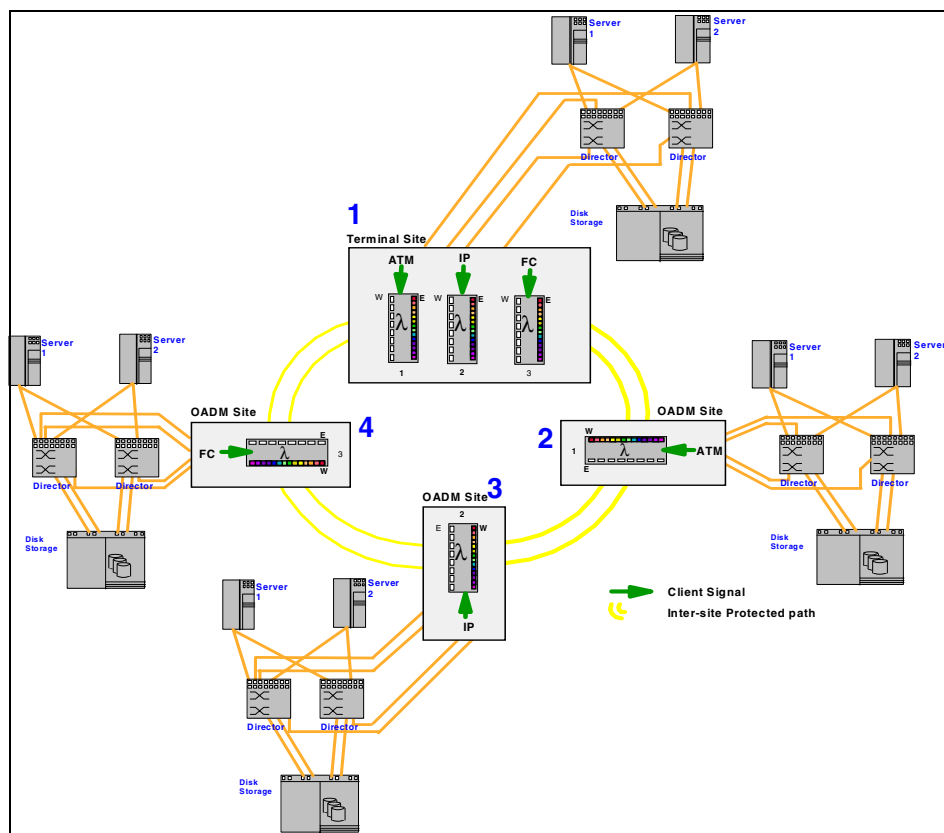 Server
1
Server
2
Director
Director
Disk
Storage
1
Terminal Site
ATM
IP
FC
W
E
W
E
W
E
λ
λ
λ
1
2
3
Server
1
Server
2
Director
Director
Disk
Storage
OADM Site
4
FC
E
λ
3
W
2
OADM Site
W
1
λ
ATM
E
Server
1
Server
2
Director
Director
Disk
Storage
OADM Site
3
2
E
W
λ
IP
Client Signal
Inter-site Protected path
Server
1
Server
2
Director
Director
Disk
Storage